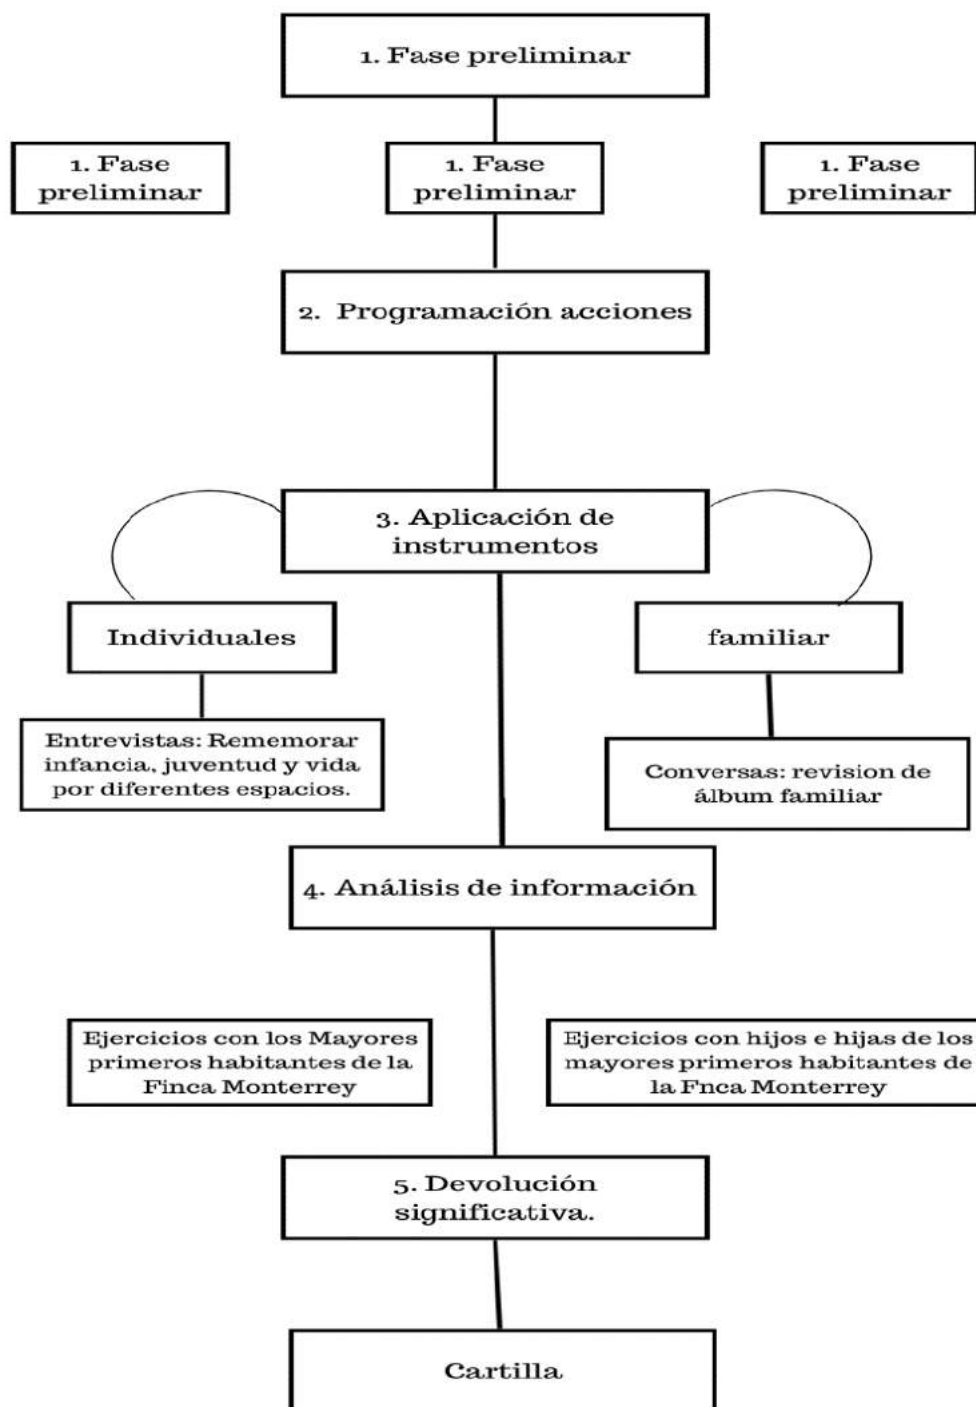 1. Fase preliminar
1. Fase
preliminar
1. Fase
preliminar
1. Fase
preliminar
2. Programación acciones
3. Aplicación de
instrumentos
Individuales
familiar
Entrevistas: Rememorar
infancia, juventud y vida
por diferentes espacios.
Conversas: revision de
álbum familiar
4. Análisis de información
Ejercicios con los Mayores
primeros habitantes de la
Finca Monterrey
Ejercicios con hijos e hijas de los
mayores primeros habitantes de
la Fnca Monterrey
5. Devolución
significativa.
Cartilla